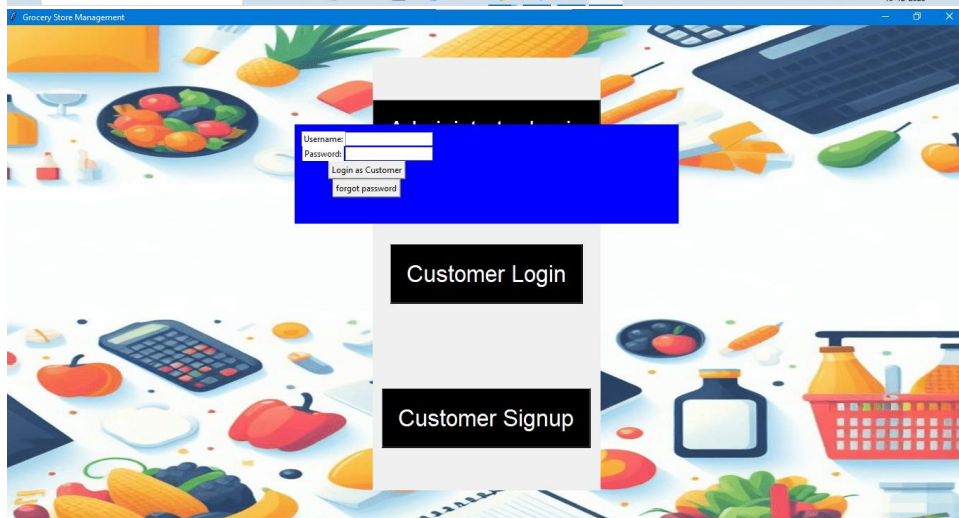 Grocery Store Management
Username:
Password:
Login as Customer
forgot password
Customer Login
Customer Signup